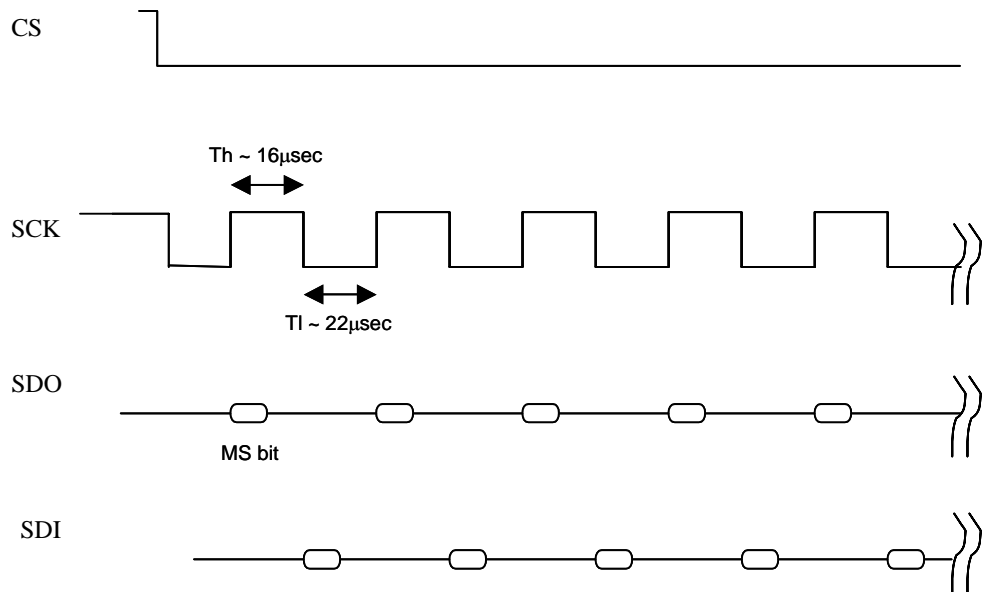 CS
Th ~ 16μsec
SCK
Tl ~ 22μsec
SDO
MS bit
SDI